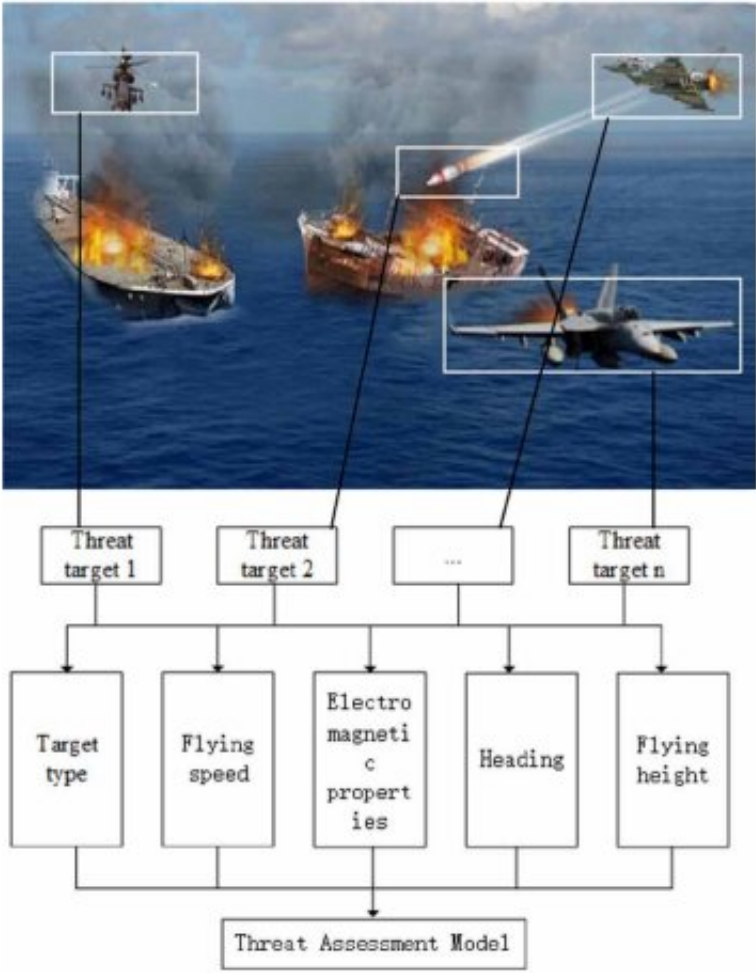 Threat
target 1
Threat
target 2
...
Threat
target n
Target
type
Flying
speed
Electro
magneti
c
propert
ies
Heading
Flying
height
Threat Assessment Model